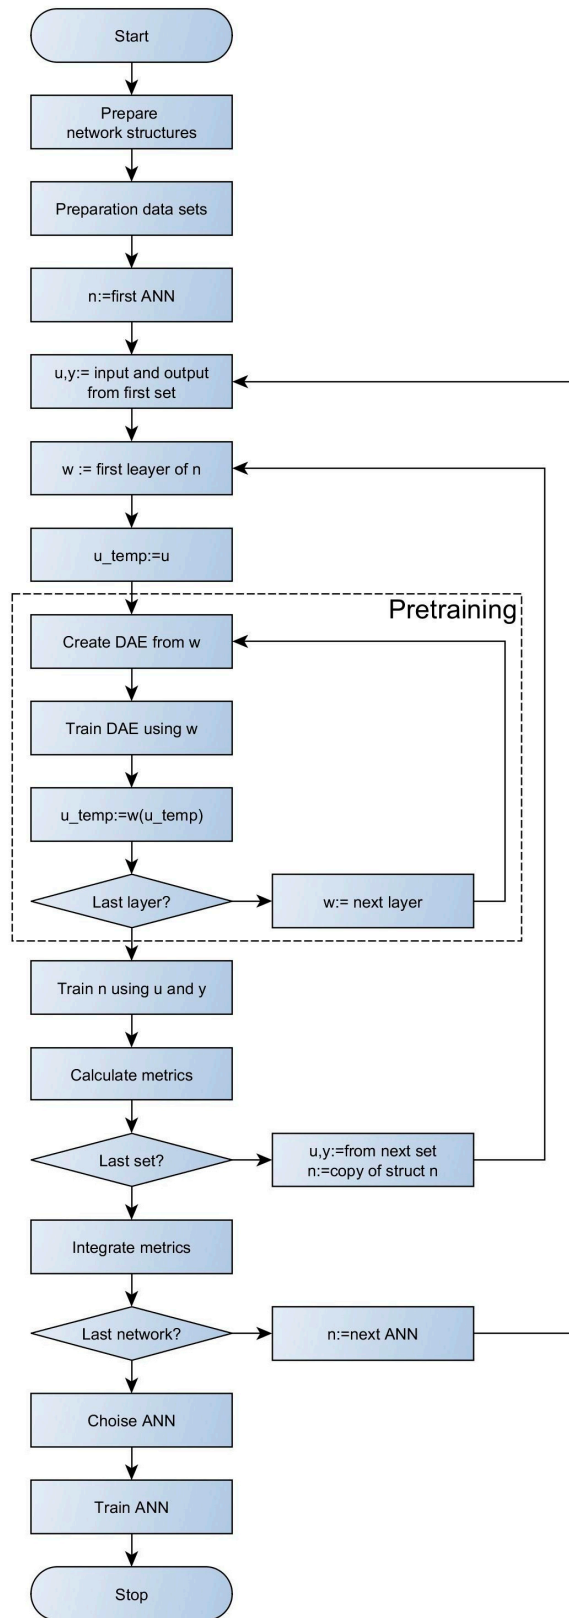 Start
Prepare
network structures
Preparation data sets
n:=first ANN
u,y:= input and output
from first set
w := first leayer of n
u_temp:=u
Pretraining
Create DAE from w
Train DAE using w
u_temp:=w(u_temp)
Last layer?
w:= next layer
Train n using u and y
Calculate metrics
Last set?
u,y:=from next set
n:=copy of struct n
Integrate metrics
Last network?
n:=next ANN
Choise ANN
Train ANN
Stop